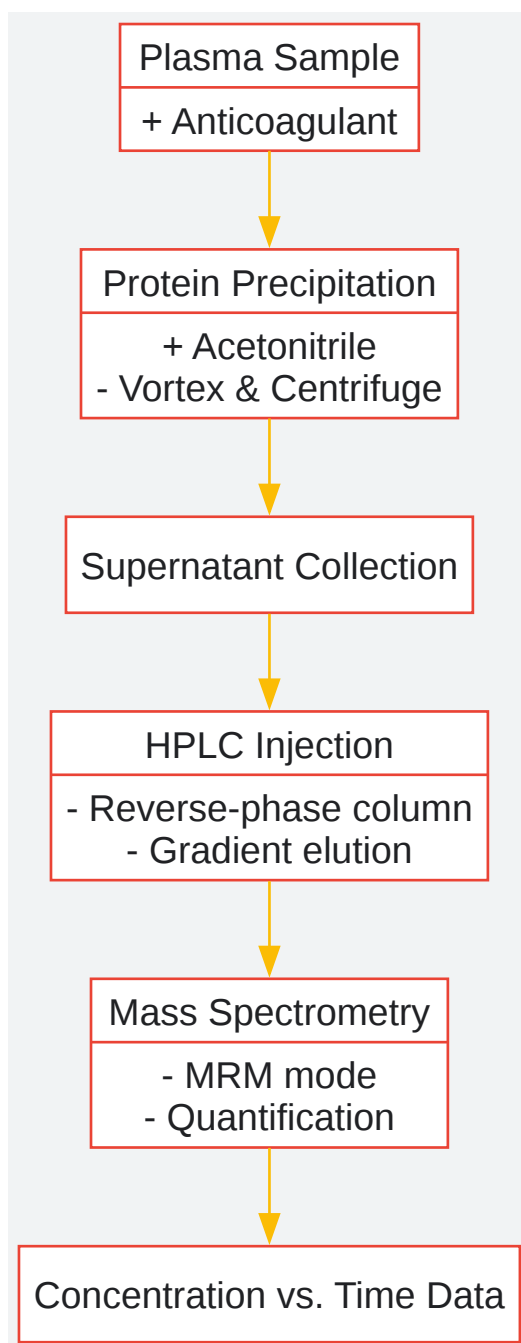 Plasma Sample
+ Anticoagulant
Protein Precipitation
+ Acetonitrile
- Vortex & Centrifuge
Supernatant Collection
HPLC Injection
- Reverse-phase column
- Gradient elution
Mass Spectrometry
- MRM mode
- Quantification
Concentration vs. Time Data